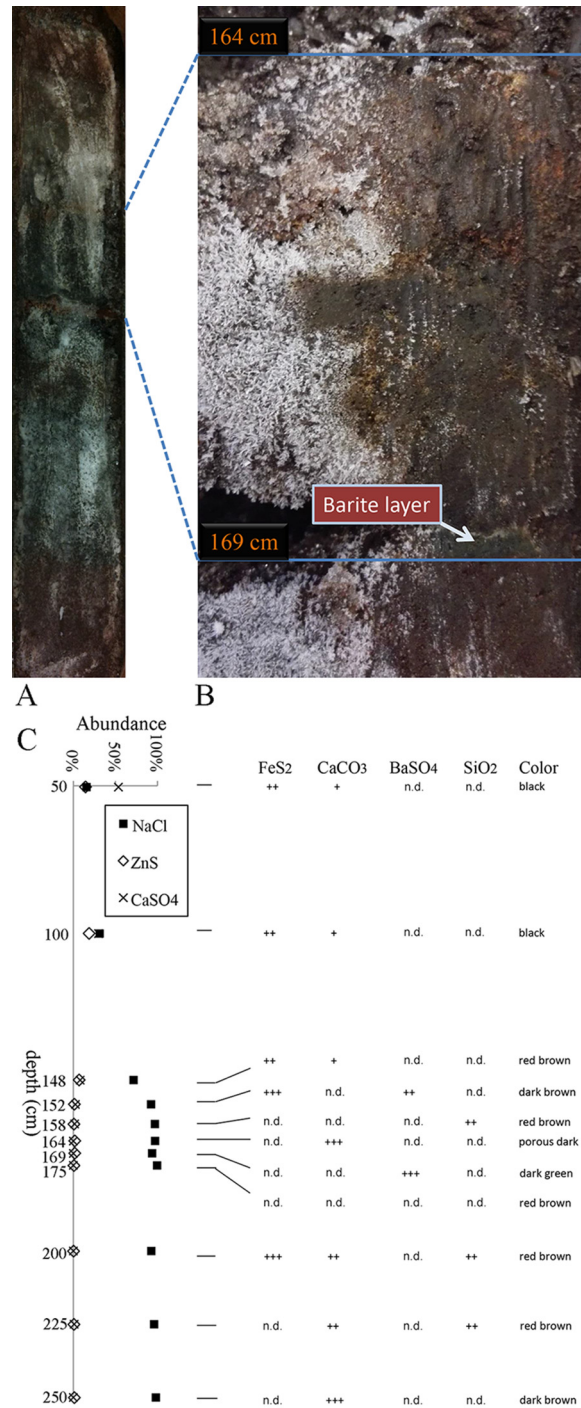 164 cm
Barite layer
169 cm
A
B
C
Abundance
0%
50%
100%
FeS2 CaCO3 BaSO4 SiO2 Color
NaCl
ZnS
CaSO4
depth (cm)
50 ++ + n.d. n.d. black
100 ++ + n.d. n.d. black
148 ++ + n.d. n.d. red brown
152 +++ n.d. ++ n.d. dark brown
158 n.d. n.d. n.d. ++ red brown
164 n.d. +++ n.d. n.d. porous dark
169 n.d. n.d. +++ n.d. dark green
175 n.d. n.d. n.d. n.d. red brown
200 +++ ++ n.d. ++ red brown
225 n.d. ++ n.d. ++ red brown
250 n.d. +++ n.d. n.d. dark brown